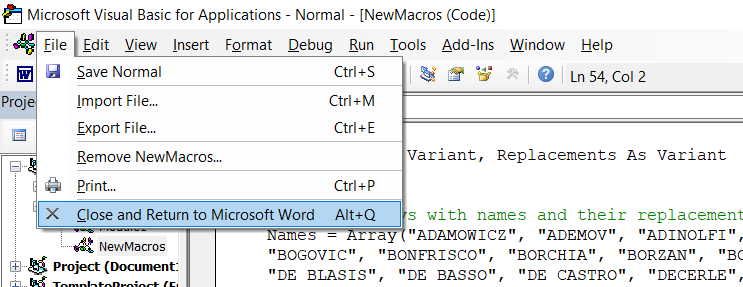 Microsoft Visual Basic for Applications - Normal - [NewMacros (Code)]
File Edit View Insert Format Debug Run Tools Add-Ins Window Help
Ln 54, Col 2
Save Normal Ctrl+S
Import File... Ctrl+M
Export File... Ctrl+E
Remove NewMacros...
Print... Ctrl+P
Close and Return to Microsoft Word Alt+Q
Proje
NewMacros
Project (Document1
Variant, Replacements As Variant
ys with names and their replacement
Names = Array("ADAMOWICZ", "ADEMOV", "ADINOLFI",
"BOGOVIC", "BONFRISCO", "BORCHIA", "BORZAN", "BO
"DE BLASIS", "DE BASSO", "DE CASTRO", "DECERLE",